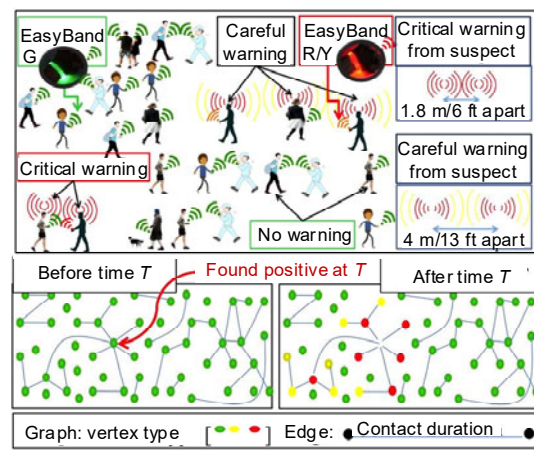 EasyBand
G
Careful
warning
EasyBand
R/Y
Critical warning
from suspect
1.8 m/6 ft apart
Careful warning
from suspect
4 m/13 ft apart
Critical warning
No warning
Before time T
Found positive at T
After time T
Graph: vertex type [ ] Edge: Contact duration